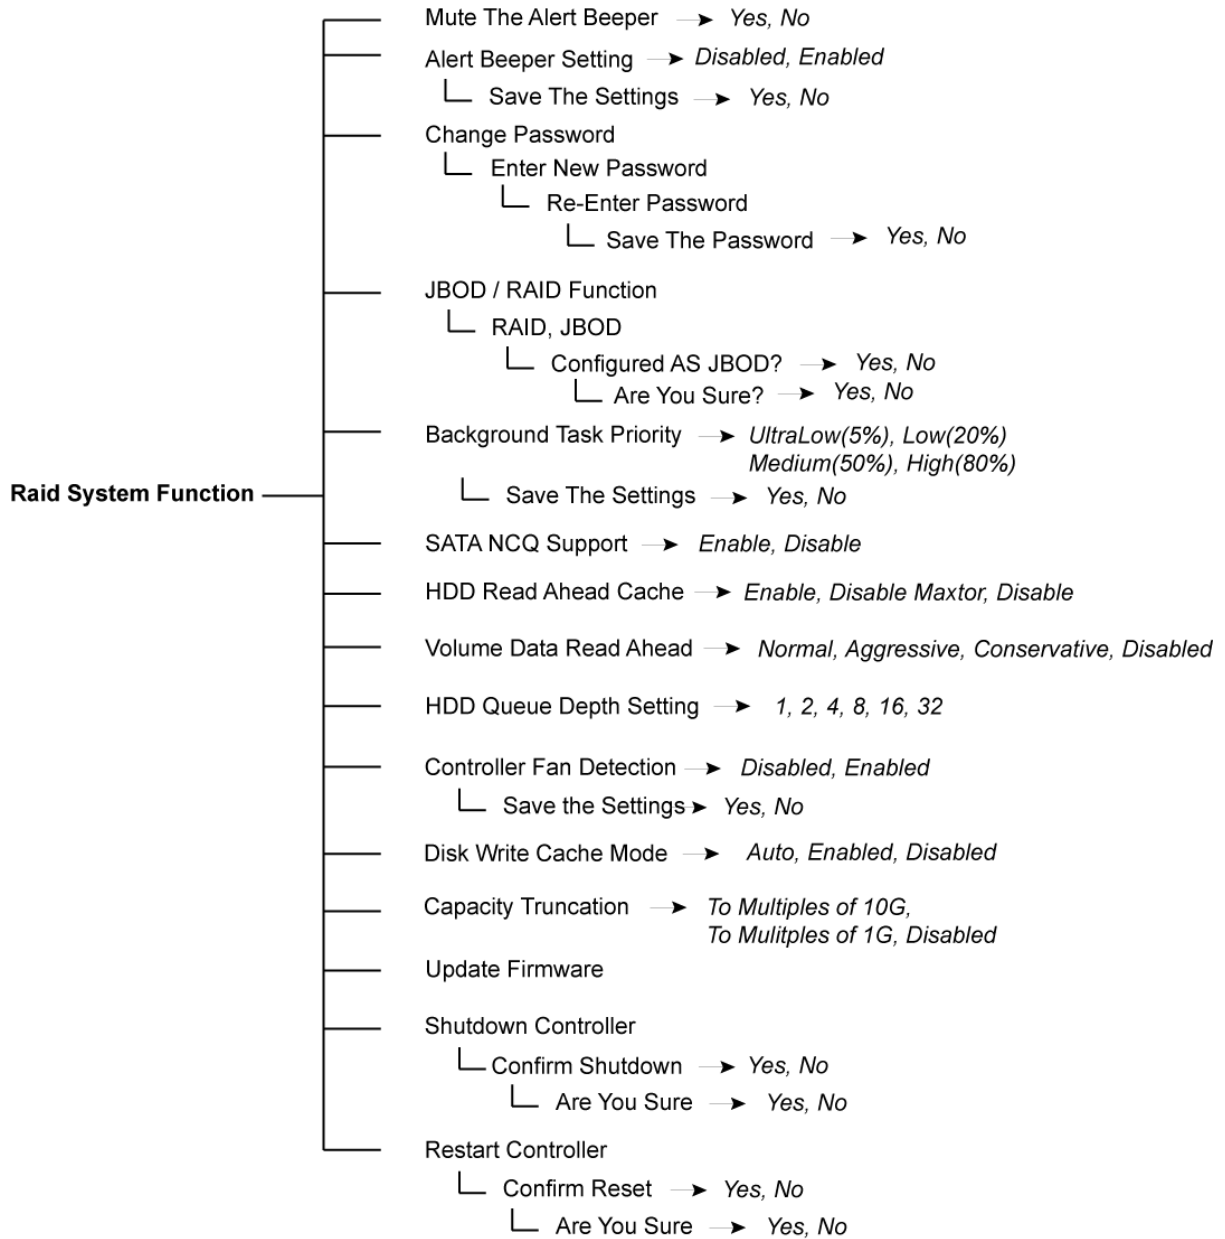 Mute The Alert Beeper Yes, No
Alert Beeper Setting Disabled, Enabled
Save The Settings Yes, No
Change Password
Enter New Password
Re-Enter Password
Save The Password Yes, No
JBOD / RAID Function
RAID, JBOD
Configured AS JBOD? Yes, No
Are You Sure? Yes, No
Background Task Priority UltraLow(5%), Low(20%)
Medium(50%), High(80%)
Raid System Function
Save The Settings Yes, No
SATA NCQ Support Enable, Disable
HDD Read Ahead Cache Enable, Disable Maxtor, Disable
Volume Data Read Ahead Normal, Aggressive, Conservative, Disabled
HDD Queue Depth Setting 1, 2, 4, 8, 16, 32
Controller Fan Detection Disabled, Enabled
Save the Settings Yes, No
Disk Write Cache Mode Auto, Enabled, Disabled
Capacity Truncation To Multiples of 10G,
To Mulitples of 1G, Disabled
Update Firmware
Shutdown Controller
Confirm Shutdown Yes, No
Are You Sure Yes, No
Restart Controller
Confirm Reset Yes, No
Are You Sure Yes, No